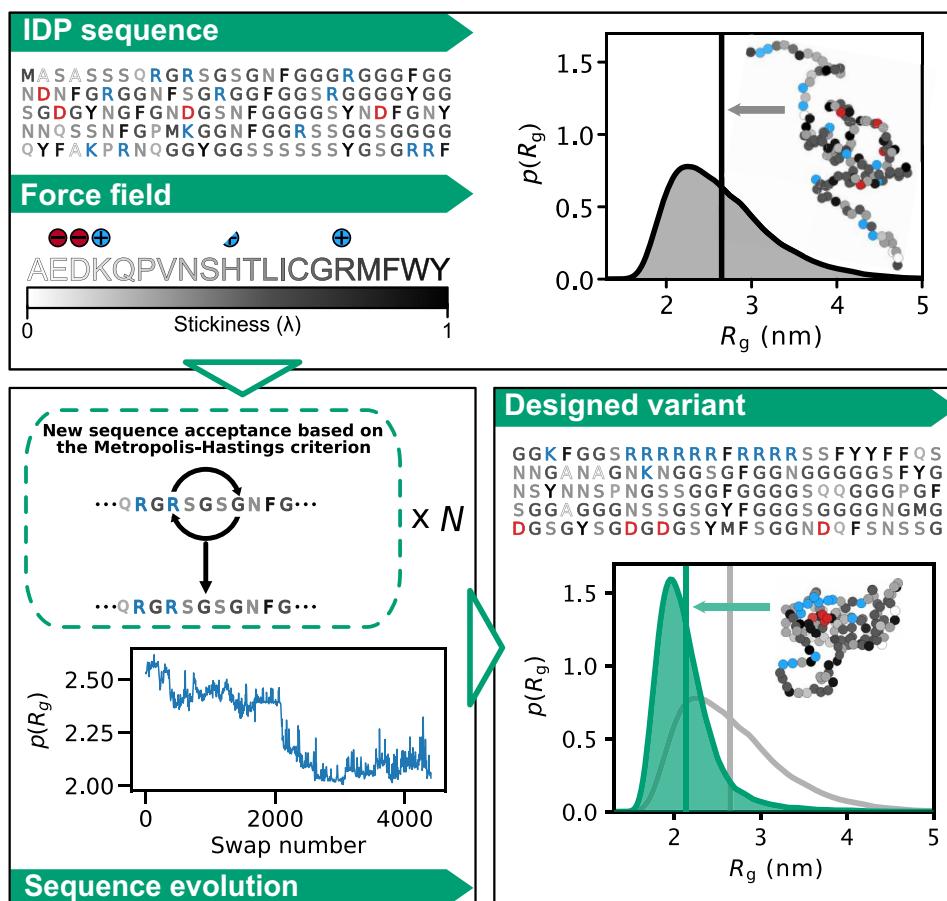 IDP sequence
MASASSSQRGRSGSGNFGGGRGGGFGG
NDNFGRGGNFSGRGGFGGSRGGGGYGG
SGDGYNGFGNDGSNFGGGGSYNDFGNY
NNQSSNFGPMKGGNFGGRSSGGSGGGG
QYFAKPRNQGGYGGSSSSSSYGSGRRF
Force field
− − + + +
AEDKQPVNSHTLICGRMFWY
0
1
Stickiness (λ)
p(Rg)
1.5
1.0
0.5
0.0
2 3 4 5
Rg (nm)
New sequence acceptance based on
the Metropolis-Hastings criterion
···QRGRSGSGNFG···
x N
···QRGRSGSGNFG···
p(Rg)
2.50
2.25
2.00
0 2000 4000
Swap number
Sequence evolution
Designed variant
GGKFGGSRRRRRRFRRRRSSFYYFFQS
NNGANAGNKNGGSGFGGNGGGGGSFYG
NSYNNSPNGSSGGFGGGGSQQGGGPGF
SGGAGGGNSSGSGYFGGGSGGGGNGMG
DGSGYSGDGDGSYMFSGGNDQFSNSSG
p(Rg)
1.5
1.0
0.5
0.0
2 3 4 5
Rg (nm)